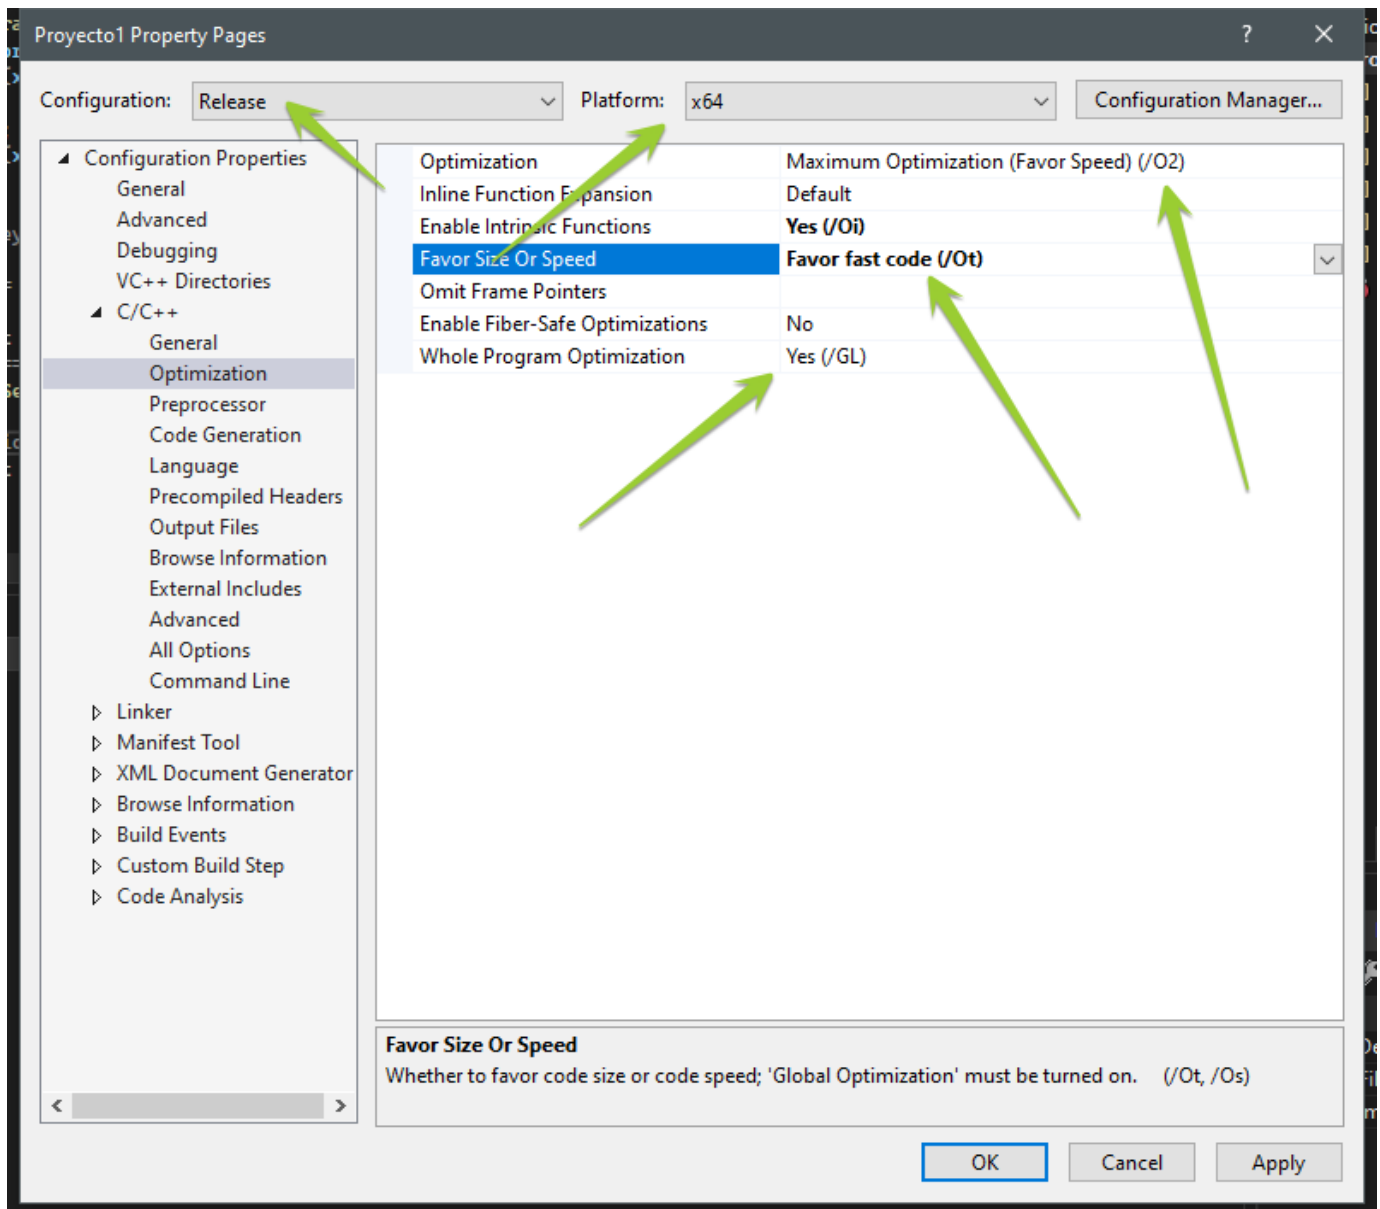 Proyecto1 Property Pages
? ×
Configuration: Release Platform: x64 Configuration Manager...
Configuration Properties
General
Advanced
Debugging
VC++ Directories
C/C++
General
Optimization
Preprocessor
Code Generation
Language
Precompiled Headers
Output Files
Browse Information
External Includes
Advanced
All Options
Command Line
Linker
Manifest Tool
XML Document Generator
Browse Information
Build Events
Custom Build Step
Code Analysis
Optimization Maximum Optimization (Favor Speed) (/O2)
Inline Function Expansion Default
Enable Intrinsic Functions Yes (/Oi)
Favor Size Or Speed Favor fast code (/Ot)
Omit Frame Pointers
Enable Fiber-Safe Optimizations No
Whole Program Optimization Yes (/GL)
Favor Size Or Speed
Whether to favor code size or code speed; 'Global Optimization' must be turned on. (/Ot, /Os)
OK Cancel Apply